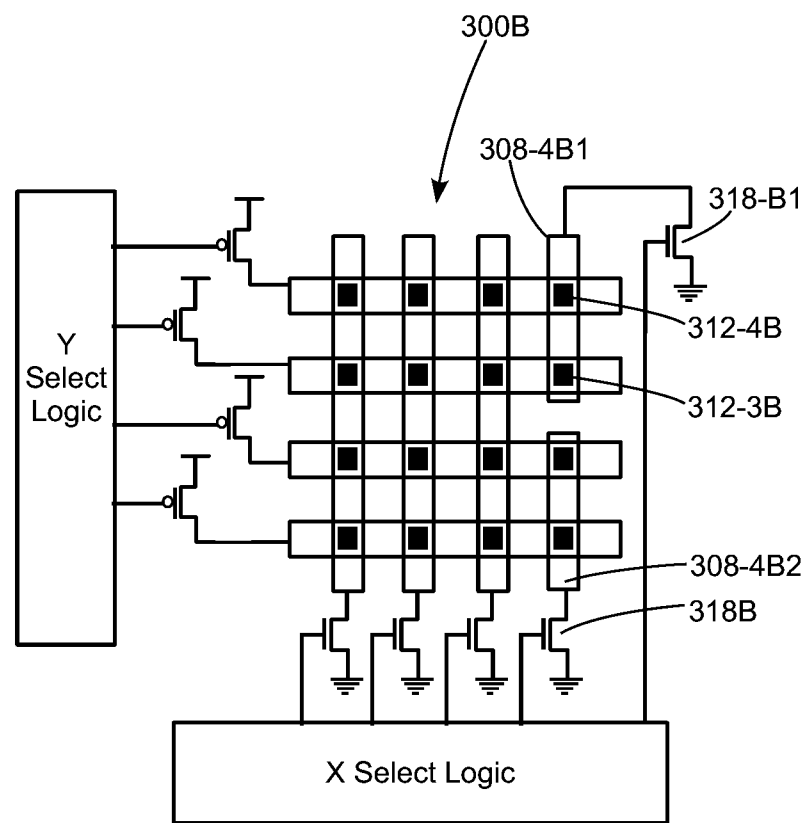 300B
308-4B1
318-B1
312-4B
Y
Select
Logic
312-3B
308-4B2
318B
X Select Logic